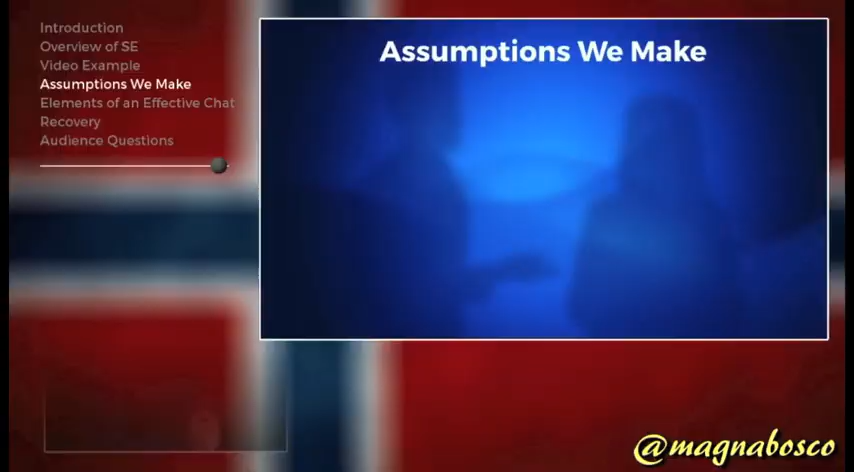 Introduction
Overview of SE
Video Example
Assumptions We Make
Elements of an Effective Chat
Recovery
Audience Questions
Assumptions We Make
@magnabosco